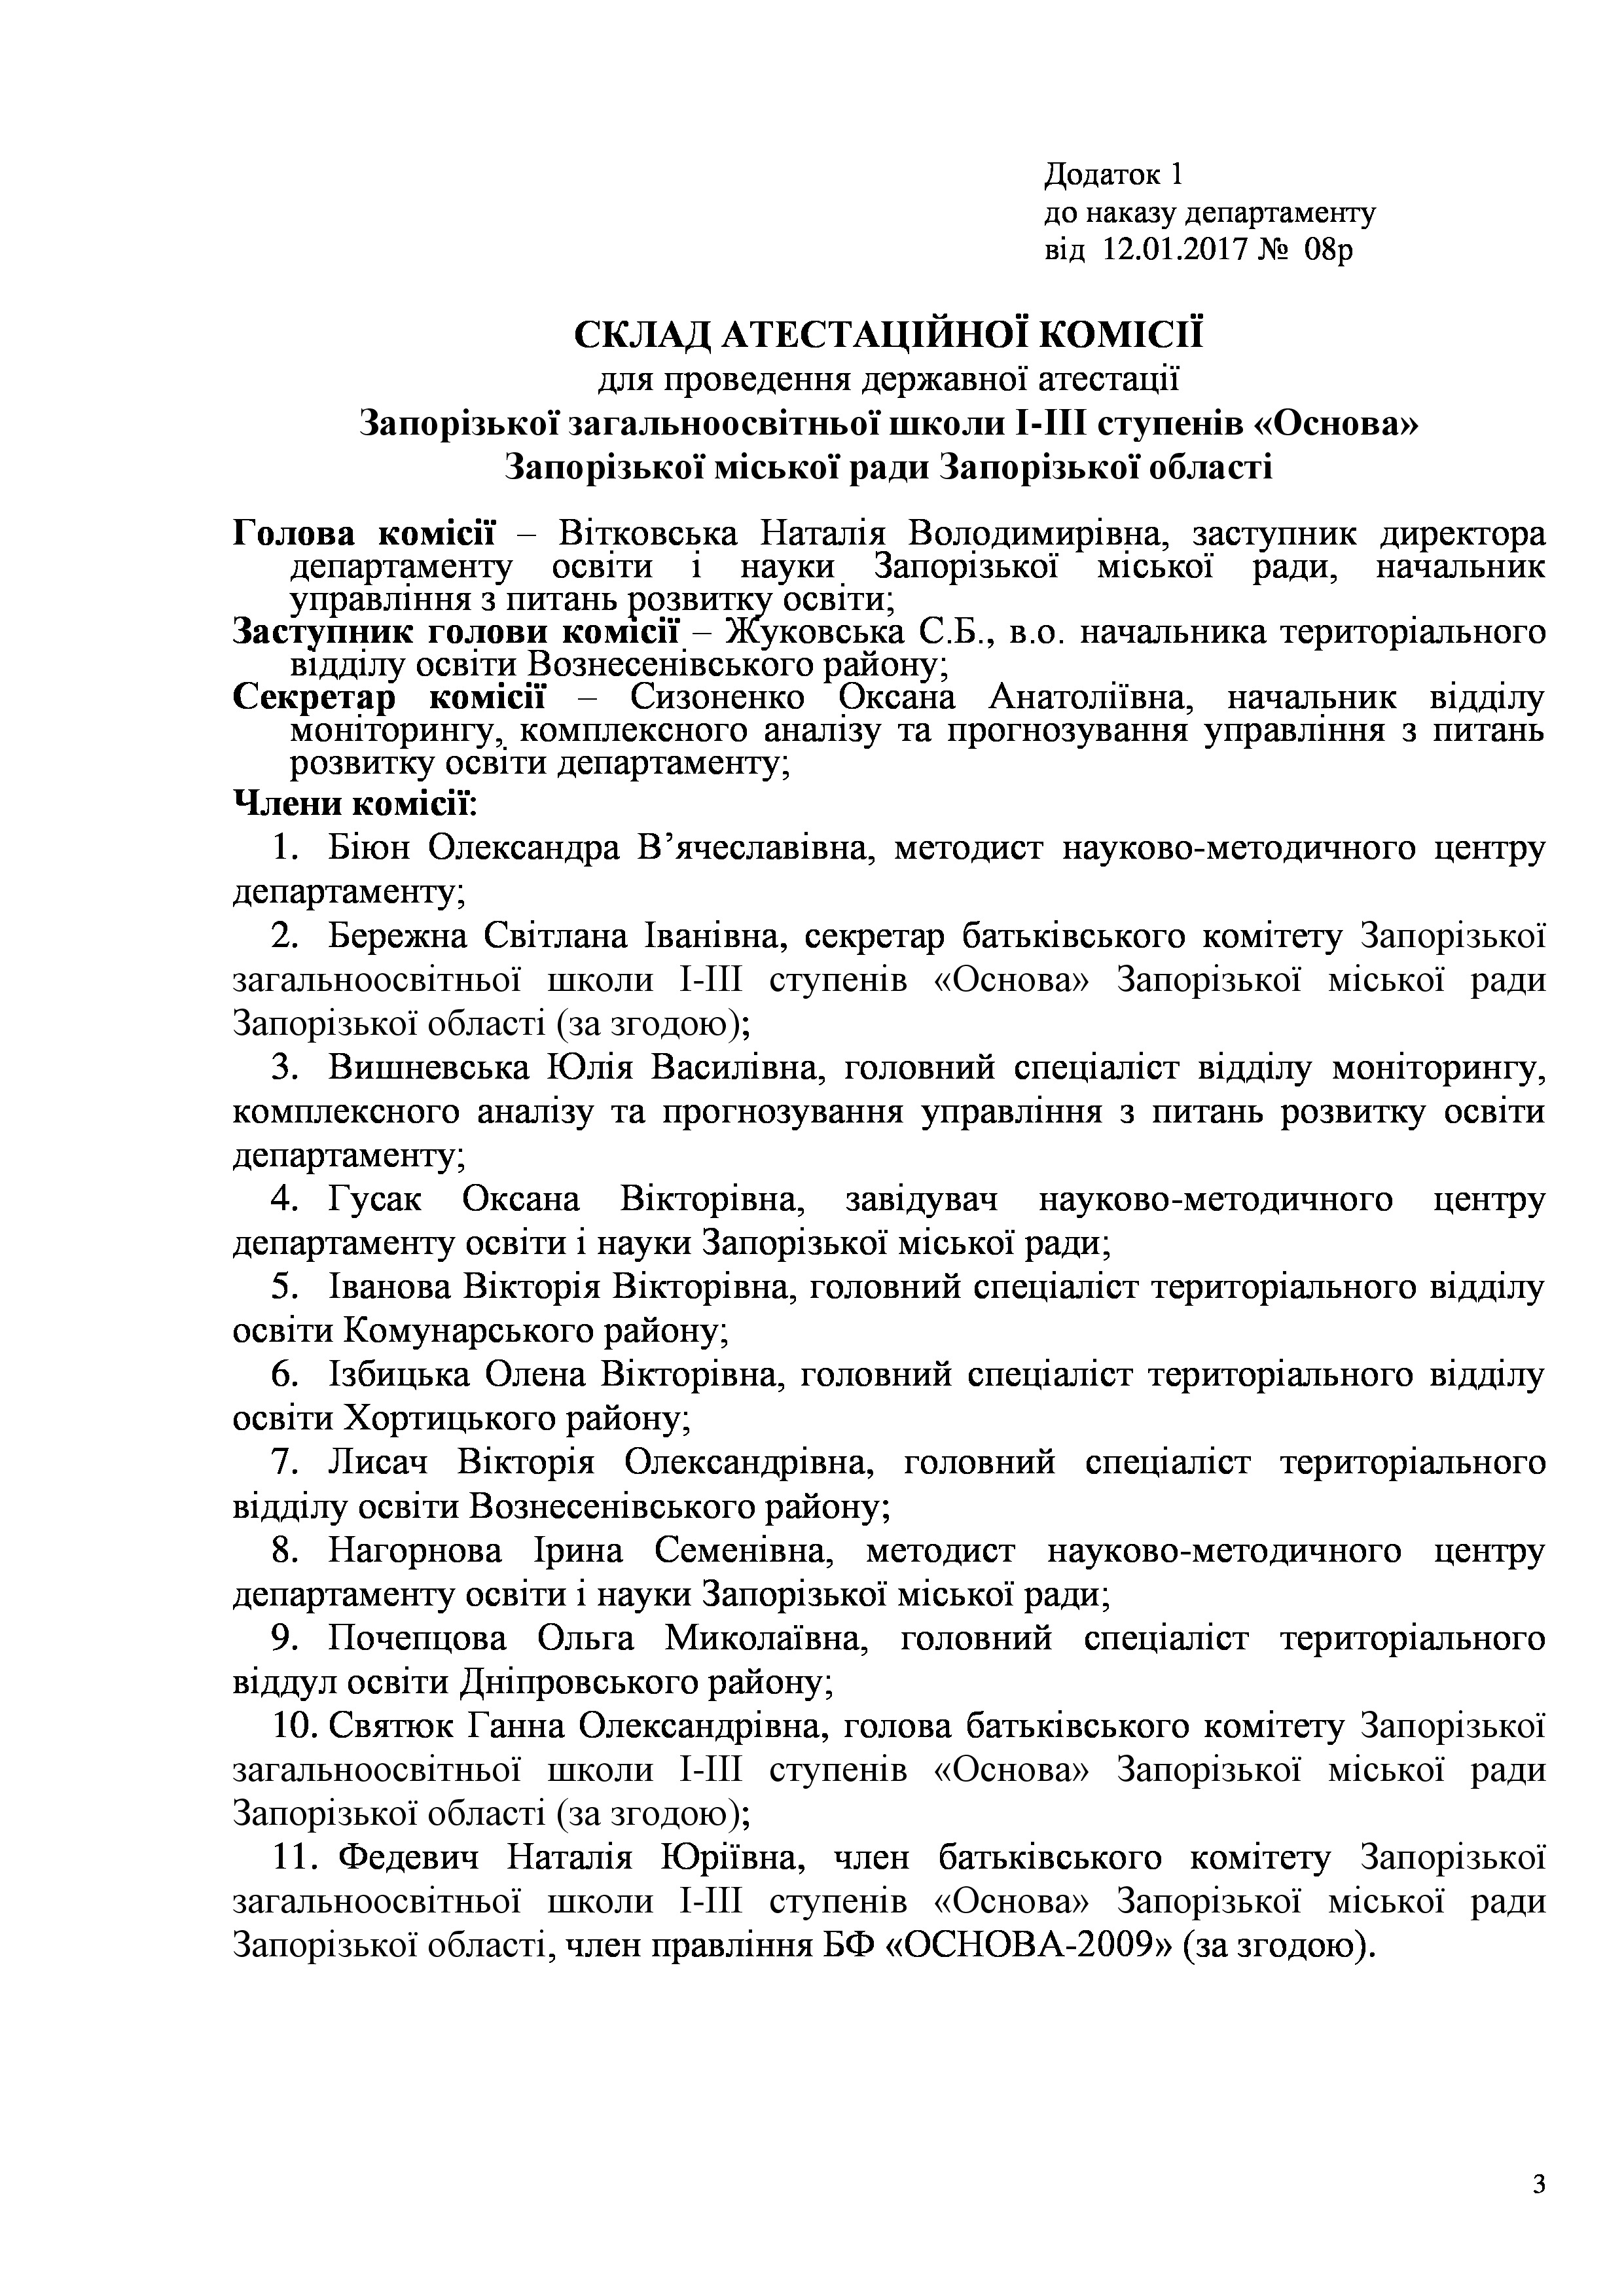 Додаток 1
до наказу департаменту
від 12.01.2017 № 08р
СКЛАД АТЕСТАЦІЙНОЇ КОМІСІЇ
для проведення державної атестації
Запорізької загальноосвітньої школи І-ІІІ ступенів «Основа»
Запорізької міської ради Запорізької області
Голова комісії – Вітковська Наталія Володимирівна, заступник директора
департаменту освіти і науки Запорізької міської ради, начальник
управління з питань розвитку освіти;
Заступник голови комісії – Жуковська С.Б., в.о. начальника територіального
відділу освіти Вознесенівського району;
Секретар комісії – Сизоненко Оксана Анатоліївна, начальник відділу
моніторингу, комплексного аналізу та прогнозування управління з питань
розвитку освіти департаменту;
Члени комісії:
1. Біюн Олександра В’ячеславівна, методист науково-методичного центру
департаменту;
2. Бережна Світлана Іванівна, секретар батьківського комітету Запорізької
загальноосвітньої школи І-ІІІ ступенів «Основа» Запорізької міської ради
Запорізької області (за згодою);
3. Вишневська Юлія Василівна, головний спеціаліст відділу моніторингу,
комплексного аналізу та прогнозування управління з питань розвитку освіти
департаменту;
4. Гусак Оксана Вікторівна, завідувач науково-методичного центру
департаменту освіти і науки Запорізької міської ради;
5. Іванова Вікторія Вікторівна, головний спеціаліст територіального відділу
освіти Комунарського району;
6. Ізбицька Олена Вікторівна, головний спеціаліст територіального відділу
освіти Хортицького району;
7. Лисач Вікторія Олександрівна, головний спеціаліст територіального
відділу освіти Вознесенівського району;
8. Нагорнова Ірина Семенівна, методист науково-методичного центру
департаменту освіти і науки Запорізької міської ради;
9. Почепцова Ольга Миколаївна, головний спеціаліст територіального
віддул освіти Дніпровського району;
10. Святюк Ганна Олександрівна, голова батьківського комітету Запорізької
загальноосвітньої школи І-ІІІ ступенів «Основа» Запорізької міської ради
Запорізької області (за згодою);
11. Федевич Наталія Юріївна, член батьківського комітету Запорізької
загальноосвітньої школи І-ІІІ ступенів «Основа» Запорізької міської ради
Запорізької області, член правління БФ «ОСНОВА-2009» (за згодою).
3